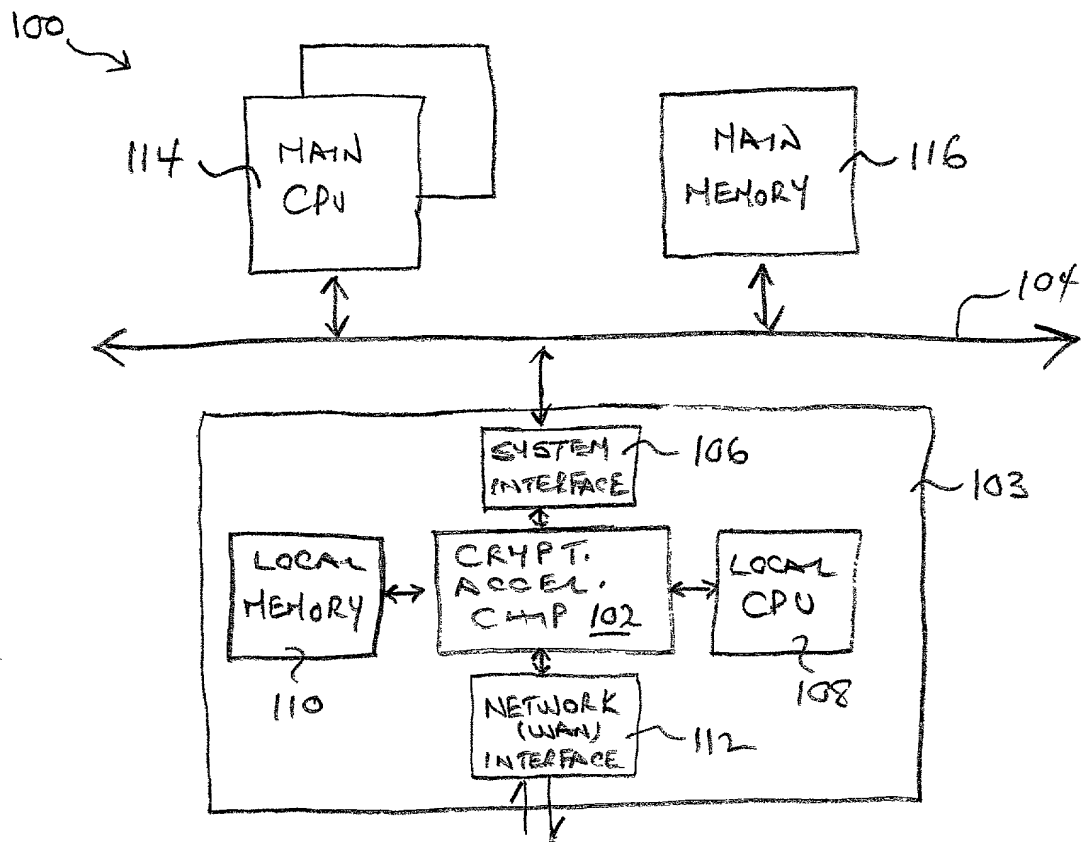 100
114
MAIN
CPU
MAIN
MEMORY
116
104
SYSTEM
INTERFACE
106
103
LOCAL
MEMORY
110
CRYPT.
ACCEL.
CHIP 102
LOCAL
CPU
108
NETWORK
(WAN)
INTERFACE
112